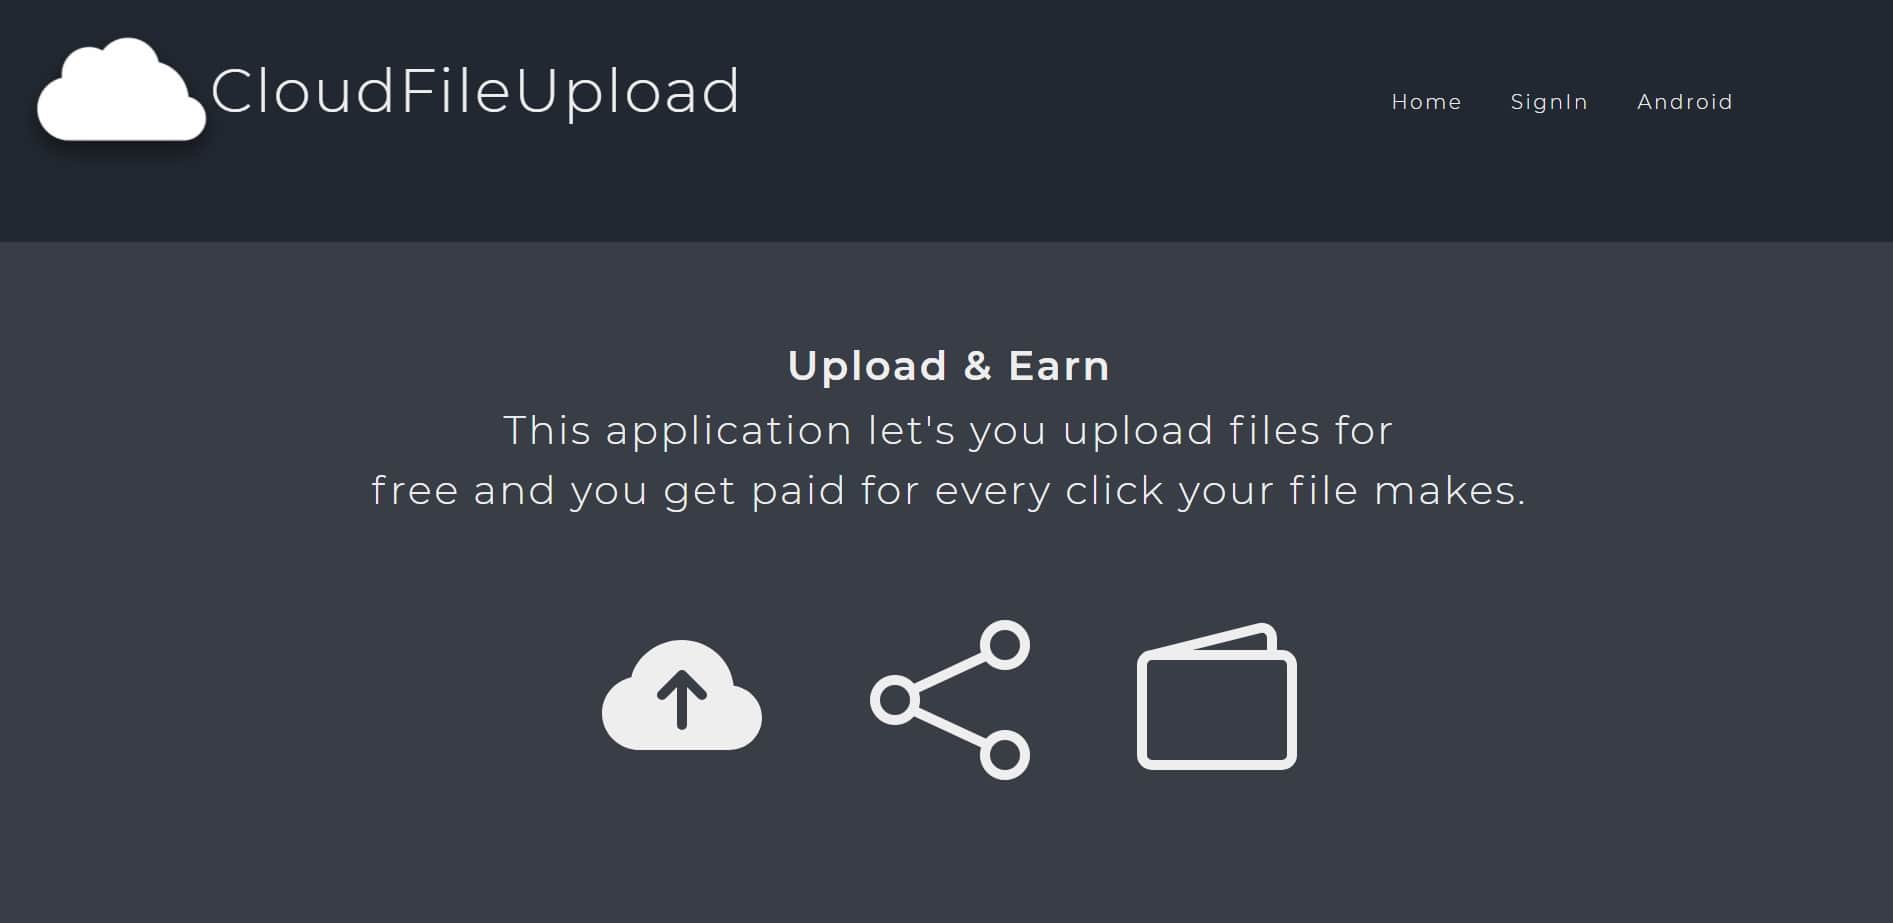 CloudFileUpload
Home SignIn Android
Upload & Earn
This application let's you upload files for
free and you get paid for every click your file makes.